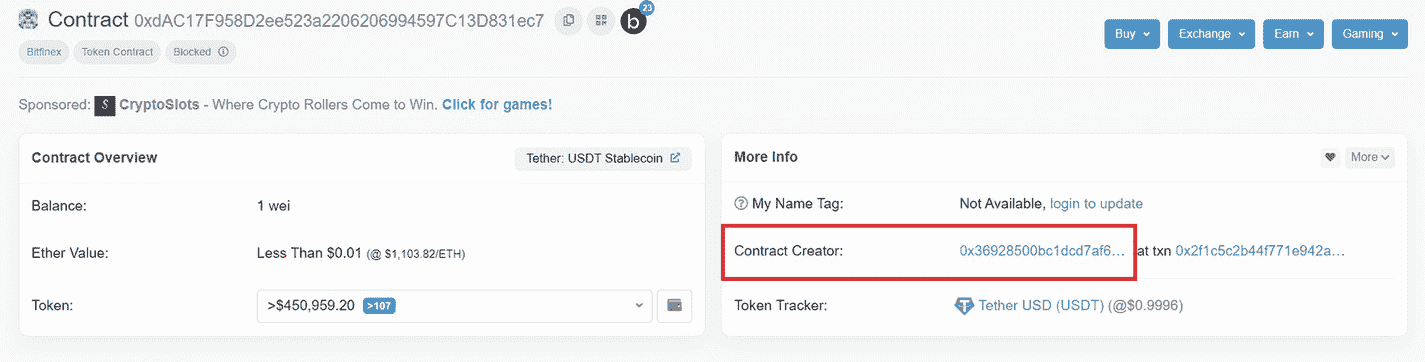 Contract 0xdAC17F958D2ee523a2206206994597C13D831ec7 b 23
Buy Exchange Earn Gaming
Bitfinex Token Contract Blocked
Sponsored: $ CryptoSlots - Where Crypto Rollers Come to Win. Click for games!
Contract Overview
Tether: USDT Stablecoin
Balance: 1 wei
Ether Value: Less Than $0.01 (@ $1,103.82/ETH)
Token: >$450,959.20 >107
More Info
More
My Name Tag: Not Available, login to update
Contract Creator: 0x36928500bc1dcd7af6... at txn 0x2f1c5c2b44f771e942a...
Token Tracker: Tether USD (USDT) (@$0.9996)